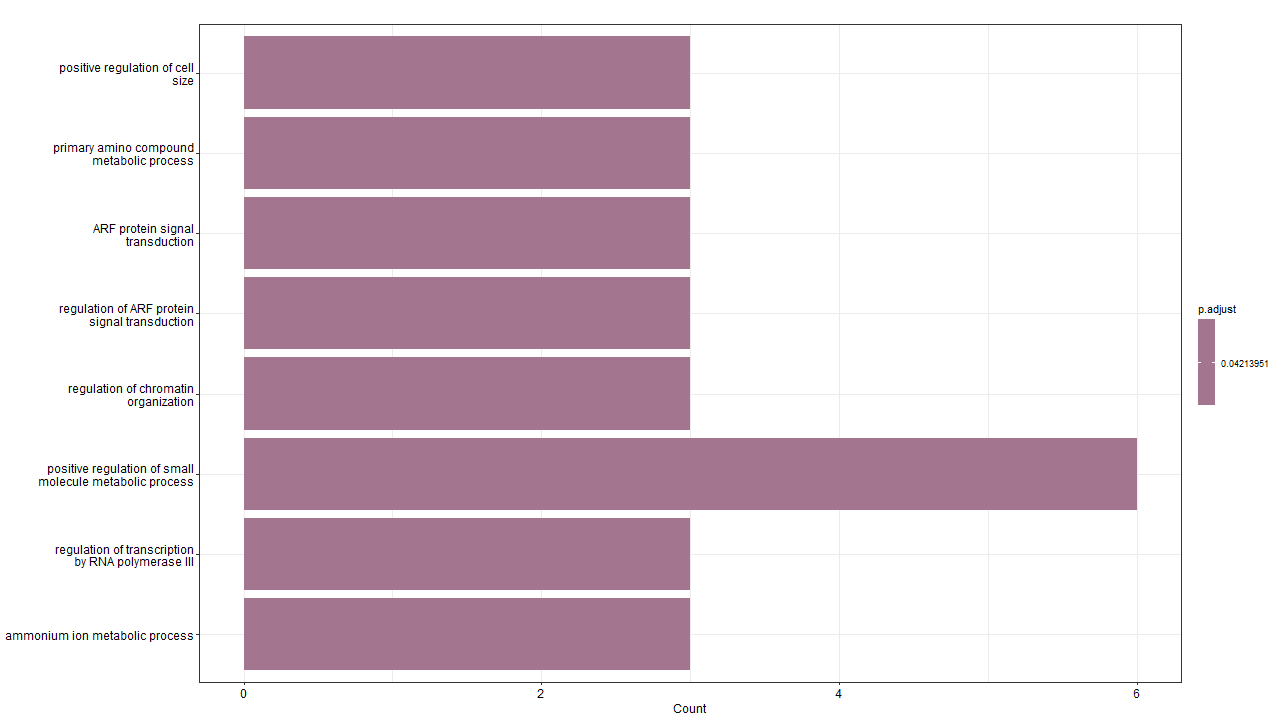 positive regulation of cell
size
primary amino compound
metabolic process
ARF protein signal
transduction
regulation of ARF protein
signal transduction
regulation of chromatin
organization
positive regulation of small
molecule metabolic process
regulation of transcription
by RNA polymerase III
ammonium ion metabolic process
0 2 4 6
Count
p.adjust
0.04213951